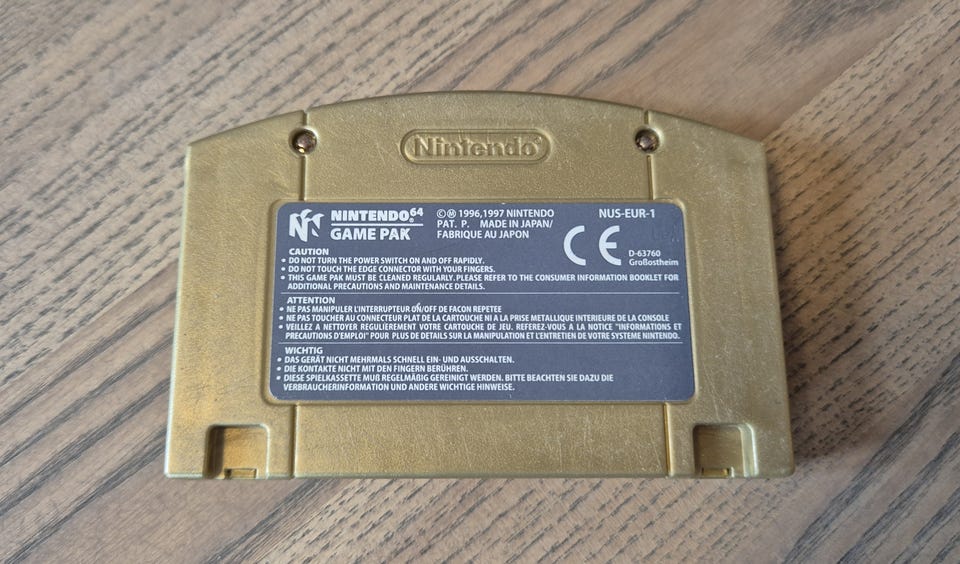 Nintendo®
NINTENDO 64®
GAME PAK
©Ⓜ 1996,1997 NINTENDO
PAT. P. MADE IN JAPAN/
FABRIQUE AU JAPON
NUS-EUR-1
CE
D-63760
Großostheim
CAUTION
• DO NOT TURN THE POWER SWITCH ON AND OFF RAPIDLY.
• DO NOT TOUCH THE EDGE CONNECTOR WITH YOUR FINGERS.
• THIS GAME PAK MUST BE CLEANED REGULARLY. PLEASE REFER TO THE CONSUMER INFORMATION BOOKLET FOR
ADDITIONAL PRECAUTIONS AND MAINTENANCE DETAILS.
ATTENTION
• NE PAS MANIPULER L'INTERRUPTEUR ON/OFF DE FACON REPETEE
• NE PAS TOUCHER AU CONNECTEUR PLAT DE LA CARTOUCHE NI A LA PRISE METALLIQUE INTERIEURE DE LA CONSOLE
• VEILLEZ A NETTOYER REGULIEREMENT VOTRE CARTOUCHE DE JEU. REFEREZ-VOUS A LA NOTICE "INFORMATIONS ET
PRECAUTIONS D'EMPLOI" POUR PLUS DE DETAILS SUR LA MANIPULATION ET L'ENTRETIEN DE VOTRE SYSTEME NINTENDO.
WICHTIG
• DAS GERÄT NICHT MEHRMALS SCHNELL EIN- UND AUSSCHALTEN.
• DIE KONTAKTE NICHT MIT DEN FINGERN BERÜHREN.
• DIESE SPIELKASSETTE MUß REGELMÄßIG GEREINIGT WERDEN. BITTE BEACHTEN SIE DAZU DIE
VERBRAUCHERINFORMATION UND ANDERE WICHTIGE HINWEISE.